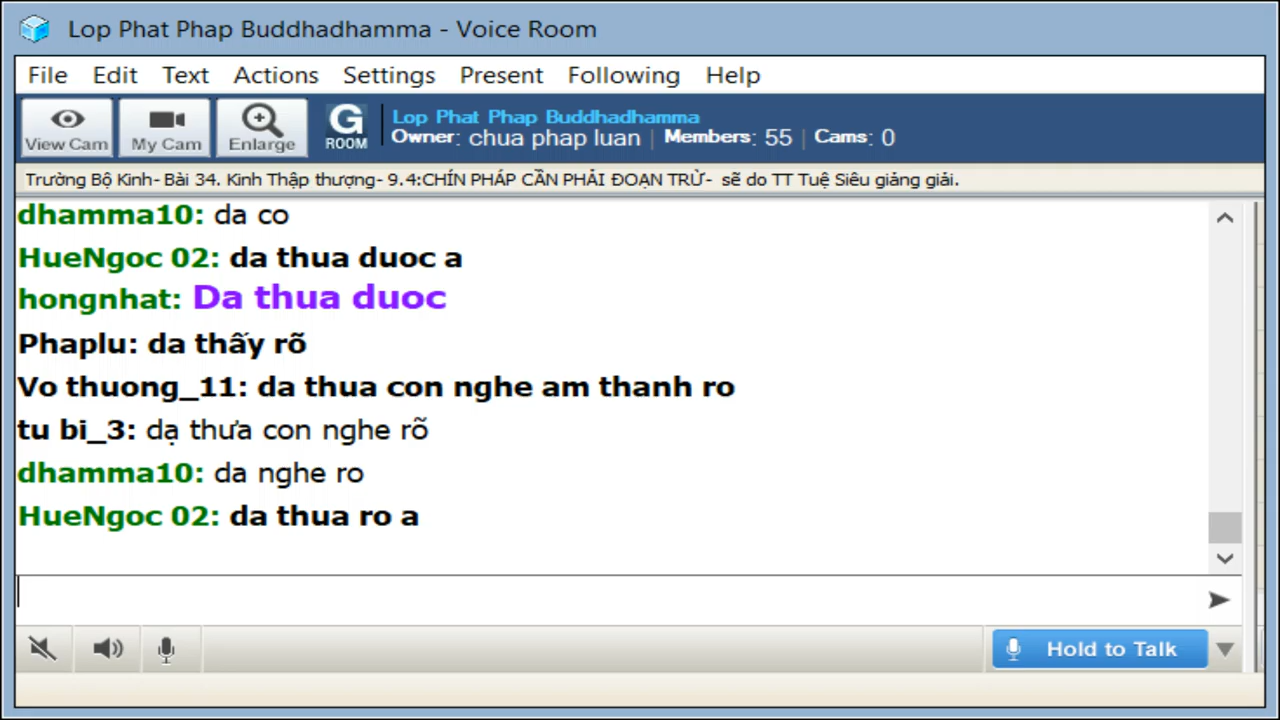 Lop Phat Phap Buddhadhamma - Voice Room
File Edit Text Actions Settings Present Following Help
View Cam My Cam Enlarge G ROOM
Lop Phat Phap Buddhadhamma
Owner: chua phap luan | Members: 55 | Cams: 0
Trường Bộ Kinh- Bài 34. Kinh Thập thượng- 9.4:CHÍN PHÁP CẦN PHẢI ĐOẠN TRỪ- sẽ do TT Tuệ Siêu giảng giải.
dhamma10: da co
HueNgoc 02: da thua duoc a
hongnhat: Da thua duoc
Phaplu: da thấy rõ
Vo thuong_11: da thua con nghe am thanh ro
tu bi_3: dạ thưa con nghe rõ
dhamma10: da nghe ro
HueNgoc 02: da thua ro a
Hold to Talk